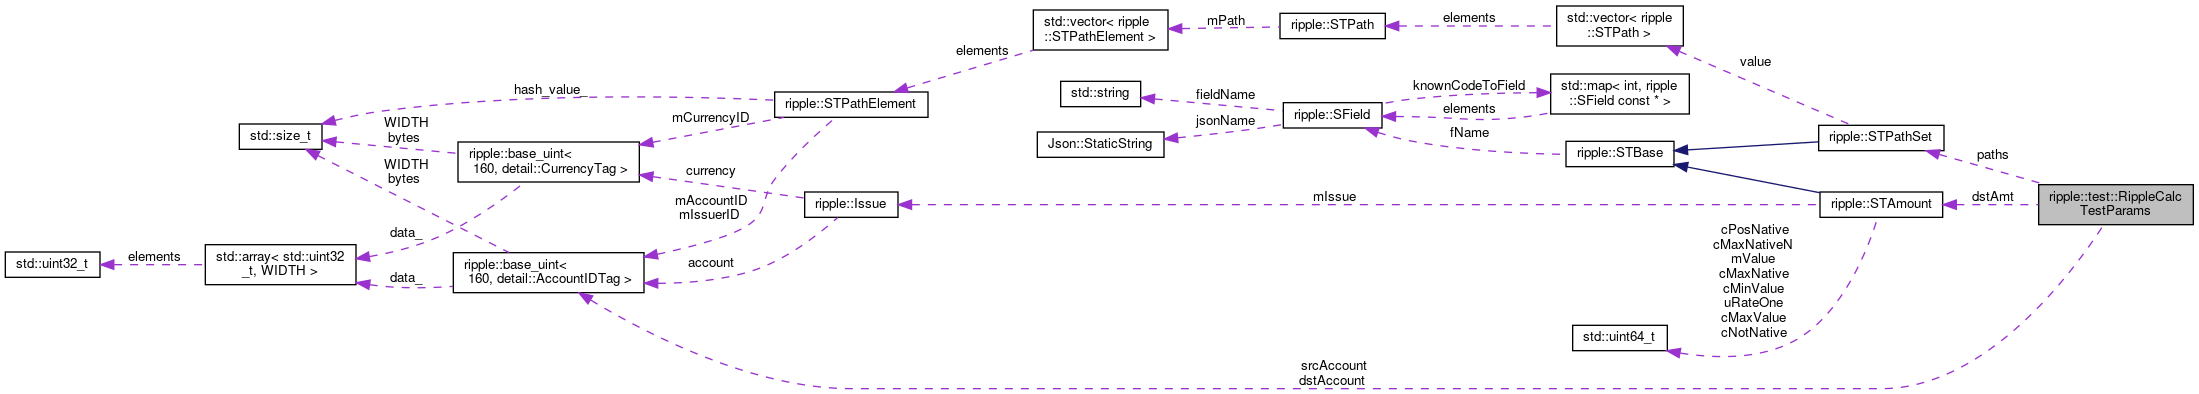 std::vector< ripple
::STPathElement >
mPath
ripple::STPath
elements
std::vector< ripple
::STPath >
elements
value
hash_value_
ripple::STPathElement
std::string
fieldName
knownCodeToField
std::map< int, ripple
::SField const * >
elements
ripple::SField
jsonName
fName
Json::StaticString
std::size_t
WIDTH
bytes
mCurrencyID
ripple::STPathSet
ripple::STBase
paths
WIDTH
bytes
ripple::base_uint<
160, detail::CurrencyTag >
currency
ripple::Issue
mIssue
ripple::STAmount
dstAmt
ripple::test::RippleCalc
TestParams
mAccountID
mIssuerID
data_
account
std::uint32_t
elements
std::array< std::uint32
_t, WIDTH >
data_
ripple::base_uint<
160, detail::AccountIDTag >
cPosNative
cMaxNativeN
mValue
cMaxNative
cMinValue
uRateOne
cMaxValue
cNotNative
std::uint64_t
srcAccount
dstAccount